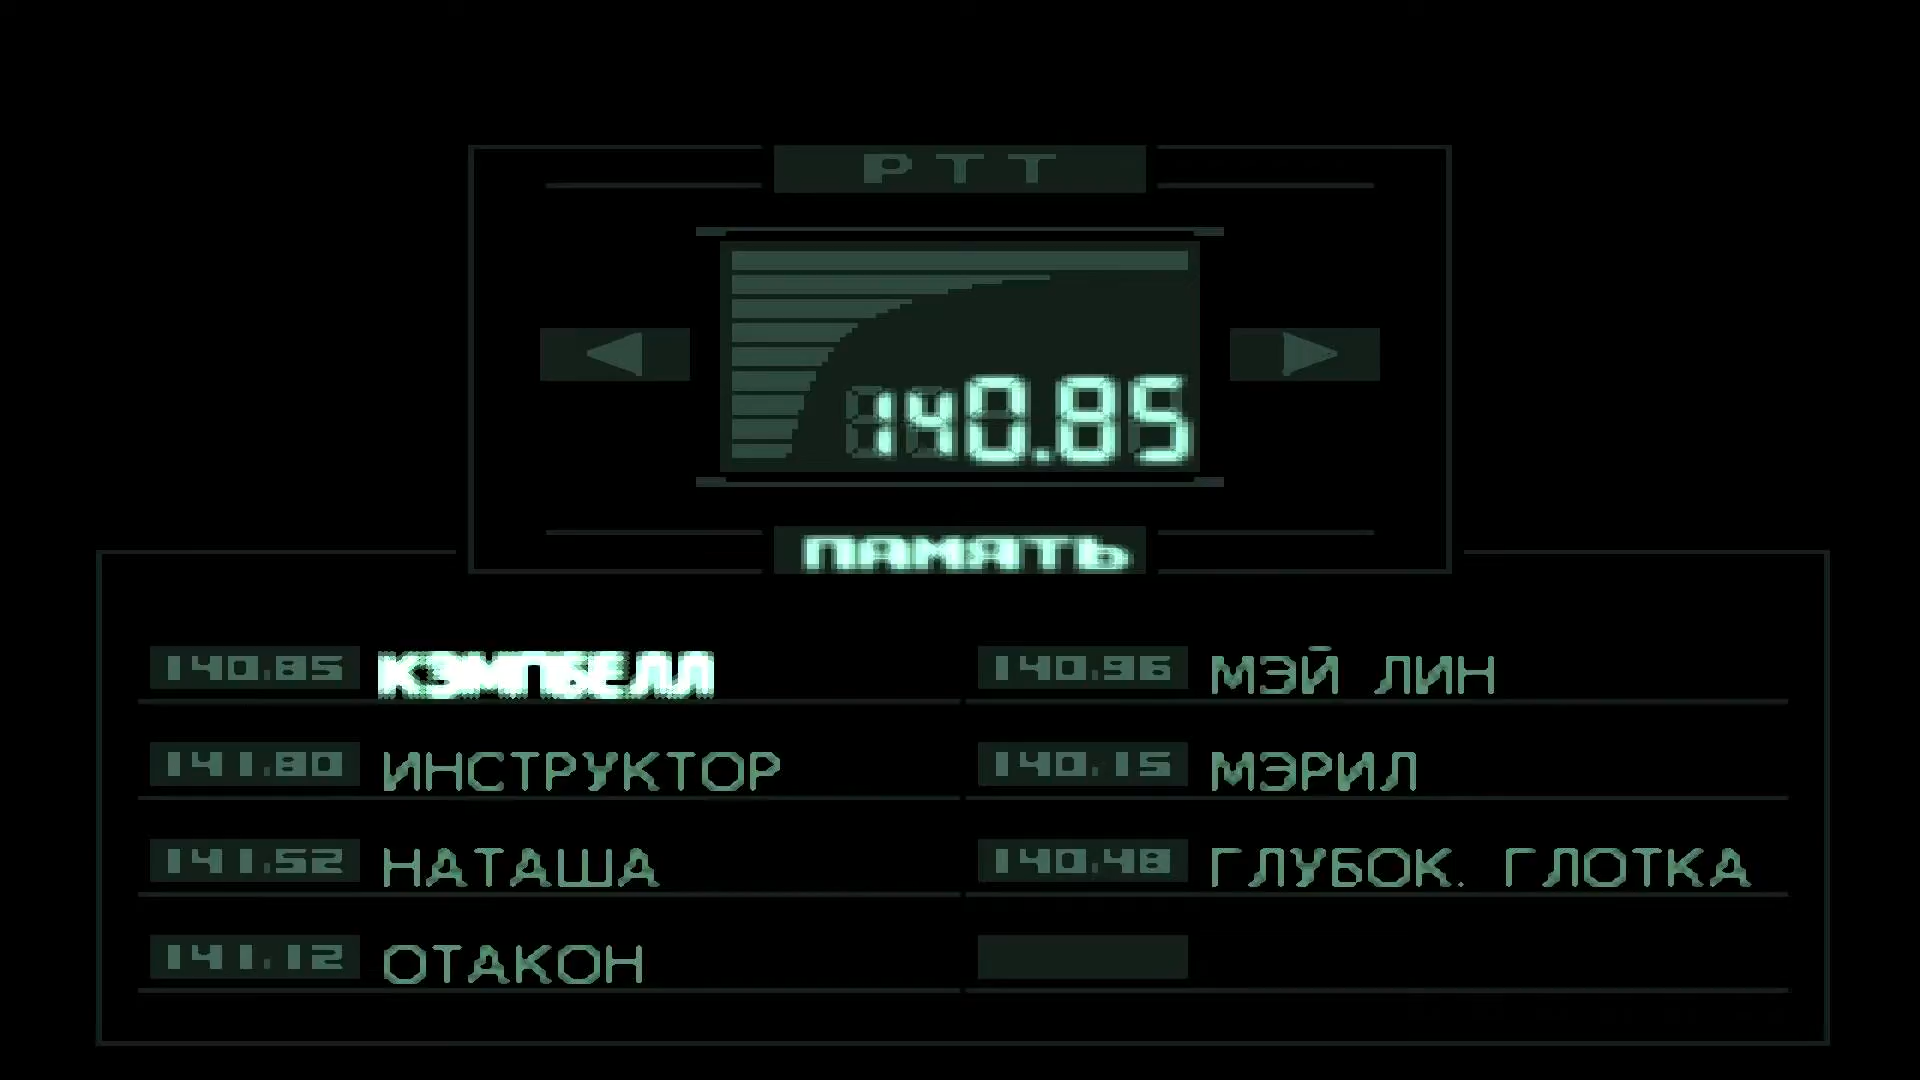 PTT
140.85
ПАМЯТЬ
140.85 КЭМПБЕЛЛ
140.96 МЭЙ ЛИН
141.80 ИНСТРУКТОР
140.15 МЭРИЛ
141.52 НАТАША
140.48 ГЛУБОК. ГЛОТКА
141.12 ОТАКОН